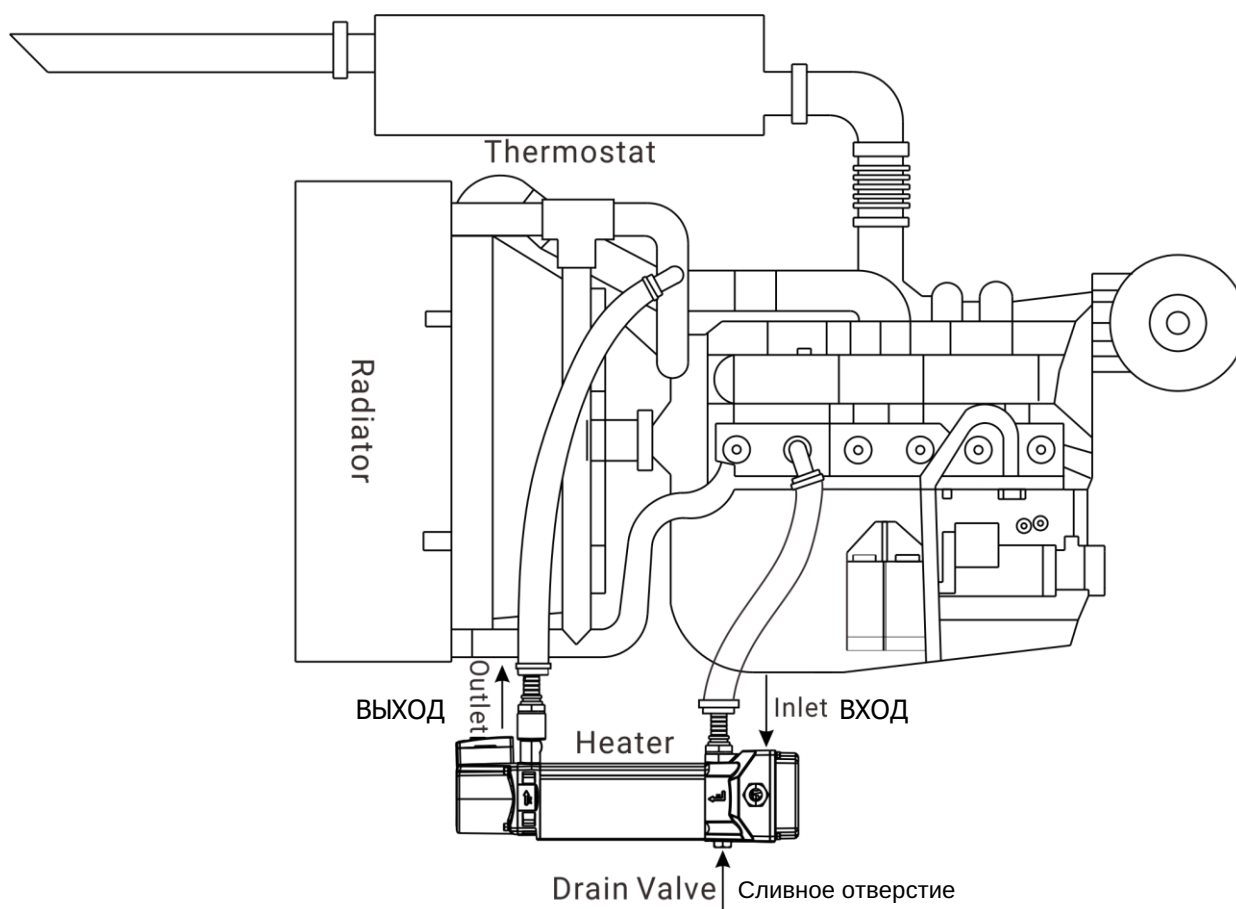 Thermostat
Radiator
Outlet
ВЫХОД
Inlet ВХОД
Heater
Drain Valve Сливное отверстие